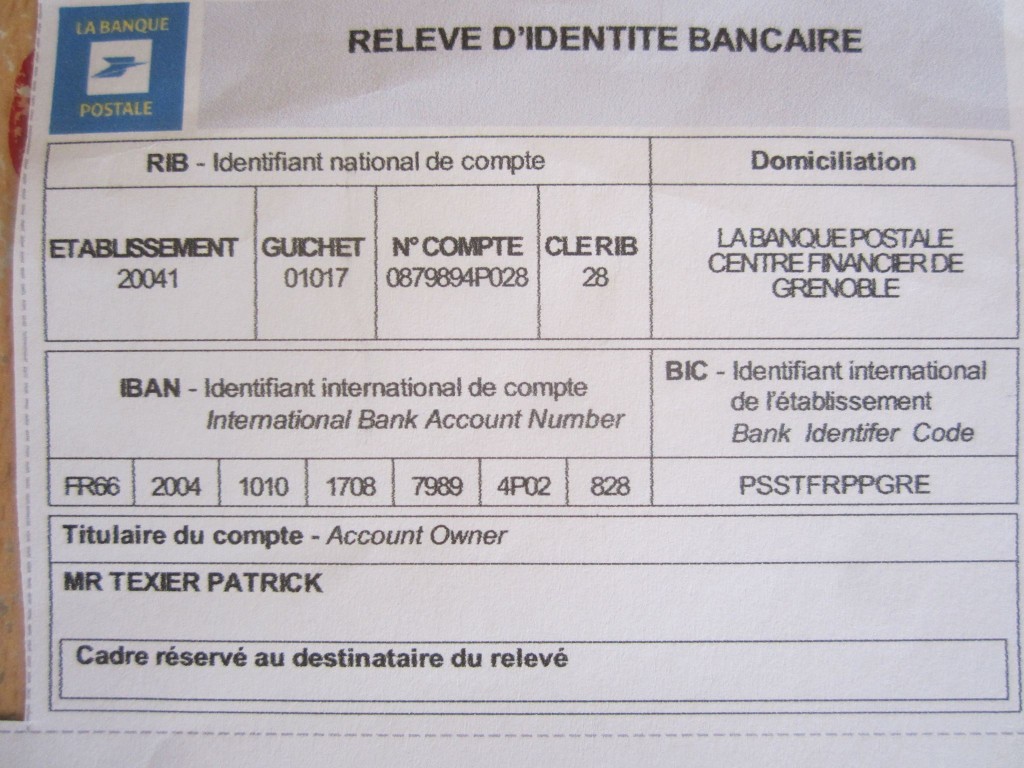 LA BANQUE
POSTALE
RELEVE D'IDENTITE BANCAIRE
RIB - Identifiant national de compte
Domiciliation
ETABLISSEMENT GUICHET N° COMPTE CLE RIB
20041 01017 0879894P028 28
LA BANQUE POSTALE
CENTRE FINANCIER DE
GRENOBLE
IBAN - Identifiant international de compte
International Bank Account Number
BIC - Identifiant international
de l'établissement
Bank Identifer Code
FR66 2004 1010 1708 7989 4P02 828
PSSTFRPPGRE
Titulaire du compte - Account Owner
MR TEXIER PATRICK
Cadre réservé au destinataire du relevé